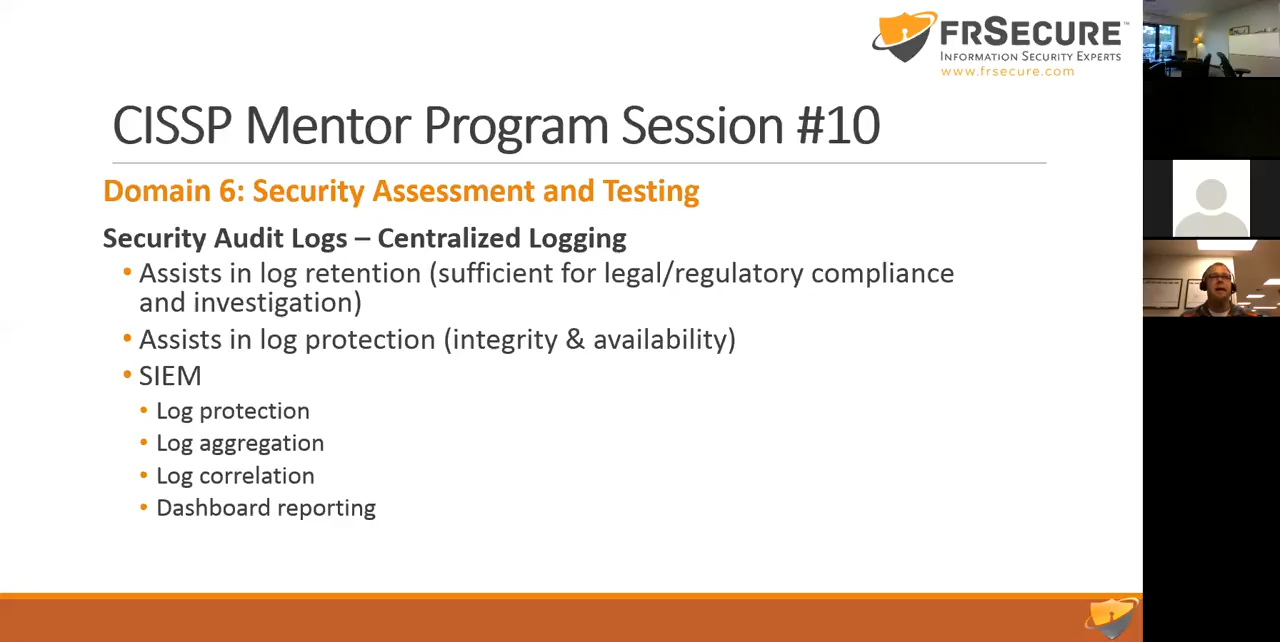 FRSECURE™
INFORMATION SECURITY EXPERTS
www.frsecure.com
CISSP Mentor Program Session #10
Domain 6: Security Assessment and Testing
Security Audit Logs – Centralized Logging
• Assists in log retention (sufficient for legal/regulatory compliance
and investigation)
• Assists in log protection (integrity & availability)
• SIEM
• Log protection
• Log aggregation
• Log correlation
• Dashboard reporting